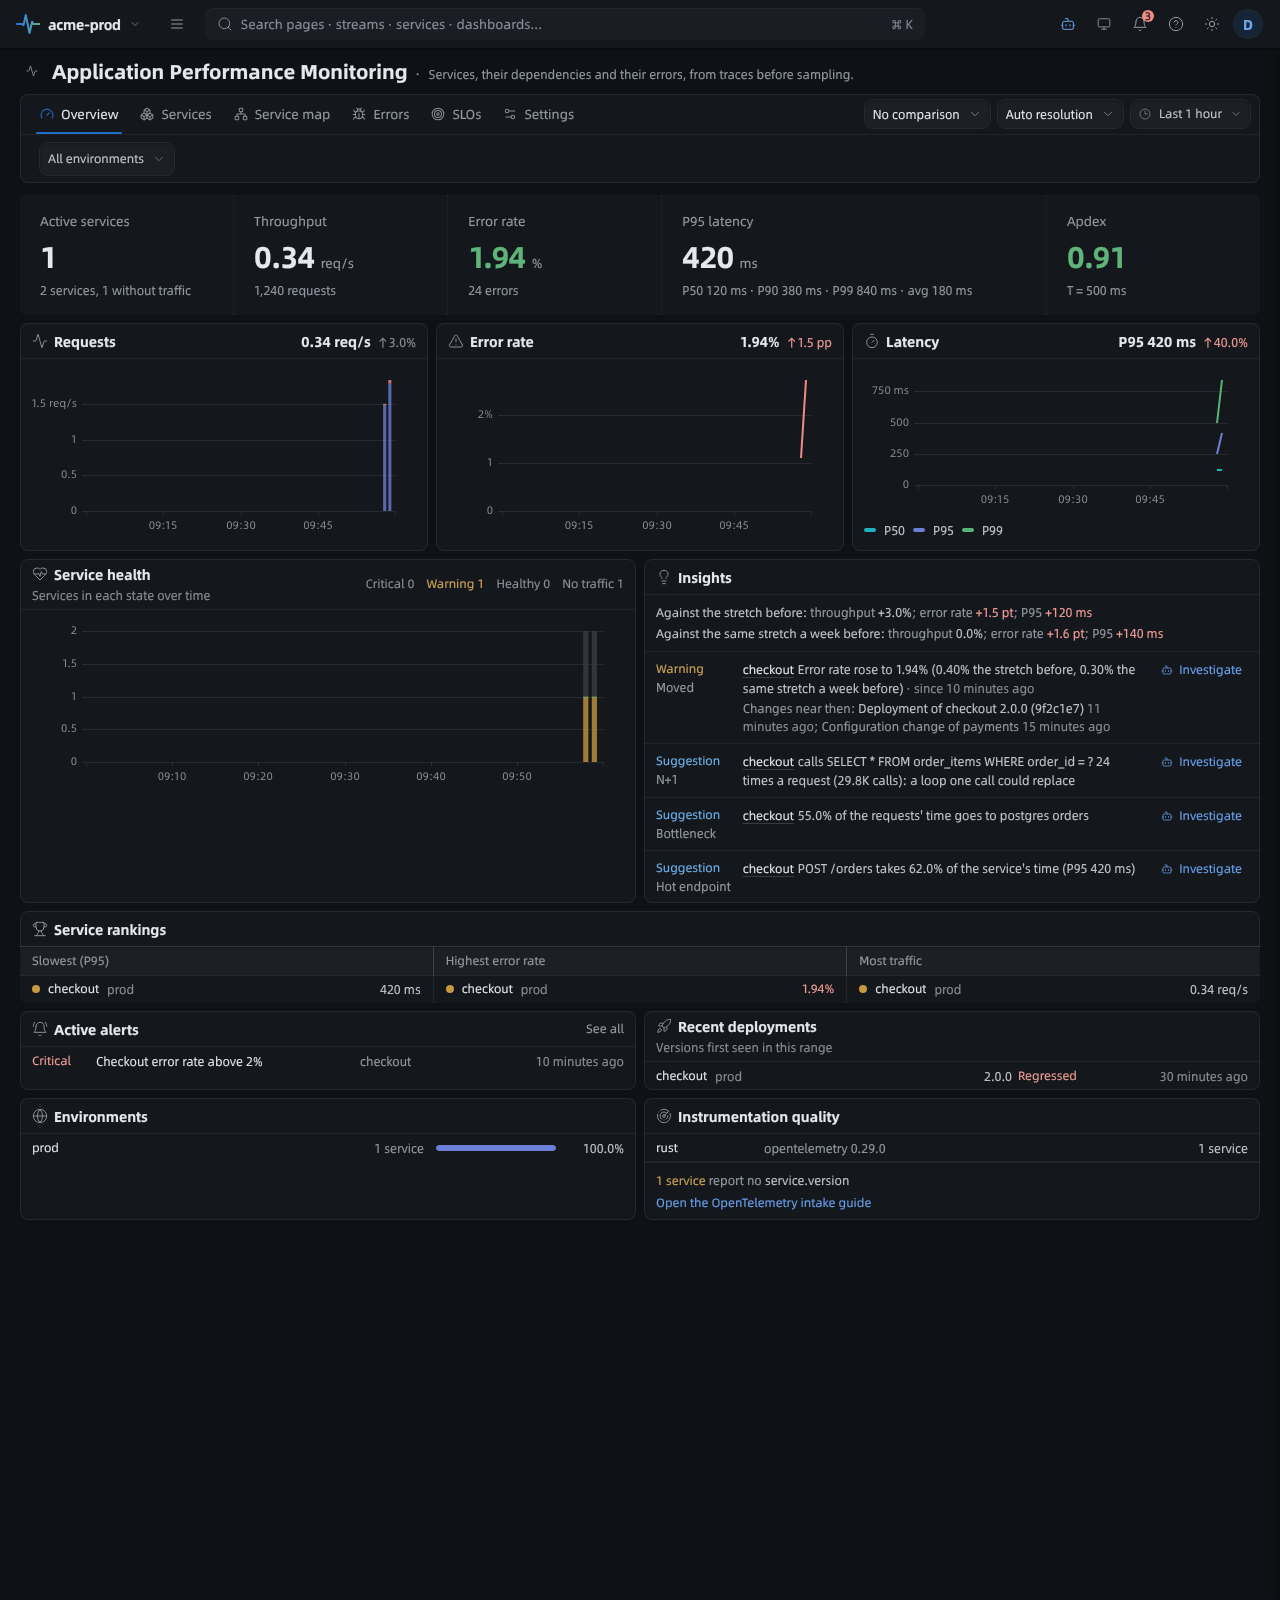 acme-prod
Search pages · streams · services · dashboards...
⌘ K
3
D
Application Performance Monitoring · Services, their dependencies and their errors, from traces before sampling.
Overview
Services
Service map
Errors
SLOs
Settings
No comparison
Auto resolution
Last 1 hour
All environments
Active services
1
2 services, 1 without traffic
Throughput
0.34 req/s
1,240 requests
Error rate
1.94 %
24 errors
P95 latency
420 ms
P50 120 ms · P90 380 ms · P99 840 ms · avg 180 ms
Apdex
0.91
T = 500 ms
Requests
0.34 req/s ↑3.0%
1.5 req/s
1
0.5
0
09:15
09:30
09:45
Error rate
1.94% ↑1.5 pp
2%
1
0
09:15
09:30
09:45
Latency
P95 420 ms ↑40.0%
750 ms
500
250
0
09:15
09:30
09:45
P50
P95
P99
Service health
Services in each state over time
Critical 0
Warning 1
Healthy 0
No traffic 1
2
1.5
1
0.5
0
09:10
09:20
09:30
09:40
09:50
Insights
Against the stretch before: throughput +3.0%; error rate +1.5 pt; P95 +120 ms
Against the same stretch a week before: throughput 0.0%; error rate +1.6 pt; P95 +140 ms
Warning
Moved
checkout Error rate rose to 1.94% (0.40% the stretch before, 0.30% the
same stretch a week before) · since 10 minutes ago
Changes near then: Deployment of checkout 2.0.0 (9f2c1e7) 11
minutes ago; Configuration change of payments 15 minutes ago
Investigate
Suggestion
N+1
checkout calls SELECT * FROM order_items WHERE order_id = ? 24
times a request (29.8K calls): a loop one call could replace
Investigate
Suggestion
Bottleneck
checkout 55.0% of the requests' time goes to postgres orders
Investigate
Suggestion
Hot endpoint
checkout POST /orders takes 62.0% of the service's time (P95 420 ms)
Investigate
Service rankings
Slowest (P95)
checkout prod
420 ms
Highest error rate
checkout prod
1.94%
Most traffic
checkout prod
0.34 req/s
Active alerts
See all
Critical
Checkout error rate above 2%
checkout
10 minutes ago
Recent deployments
Versions first seen in this range
checkout prod
2.0.0 Regressed
30 minutes ago
Environments
prod
1 service
100.0%
Instrumentation quality
rust
opentelemetry 0.29.0
1 service
1 service report no service.version
Open the OpenTelemetry intake guide